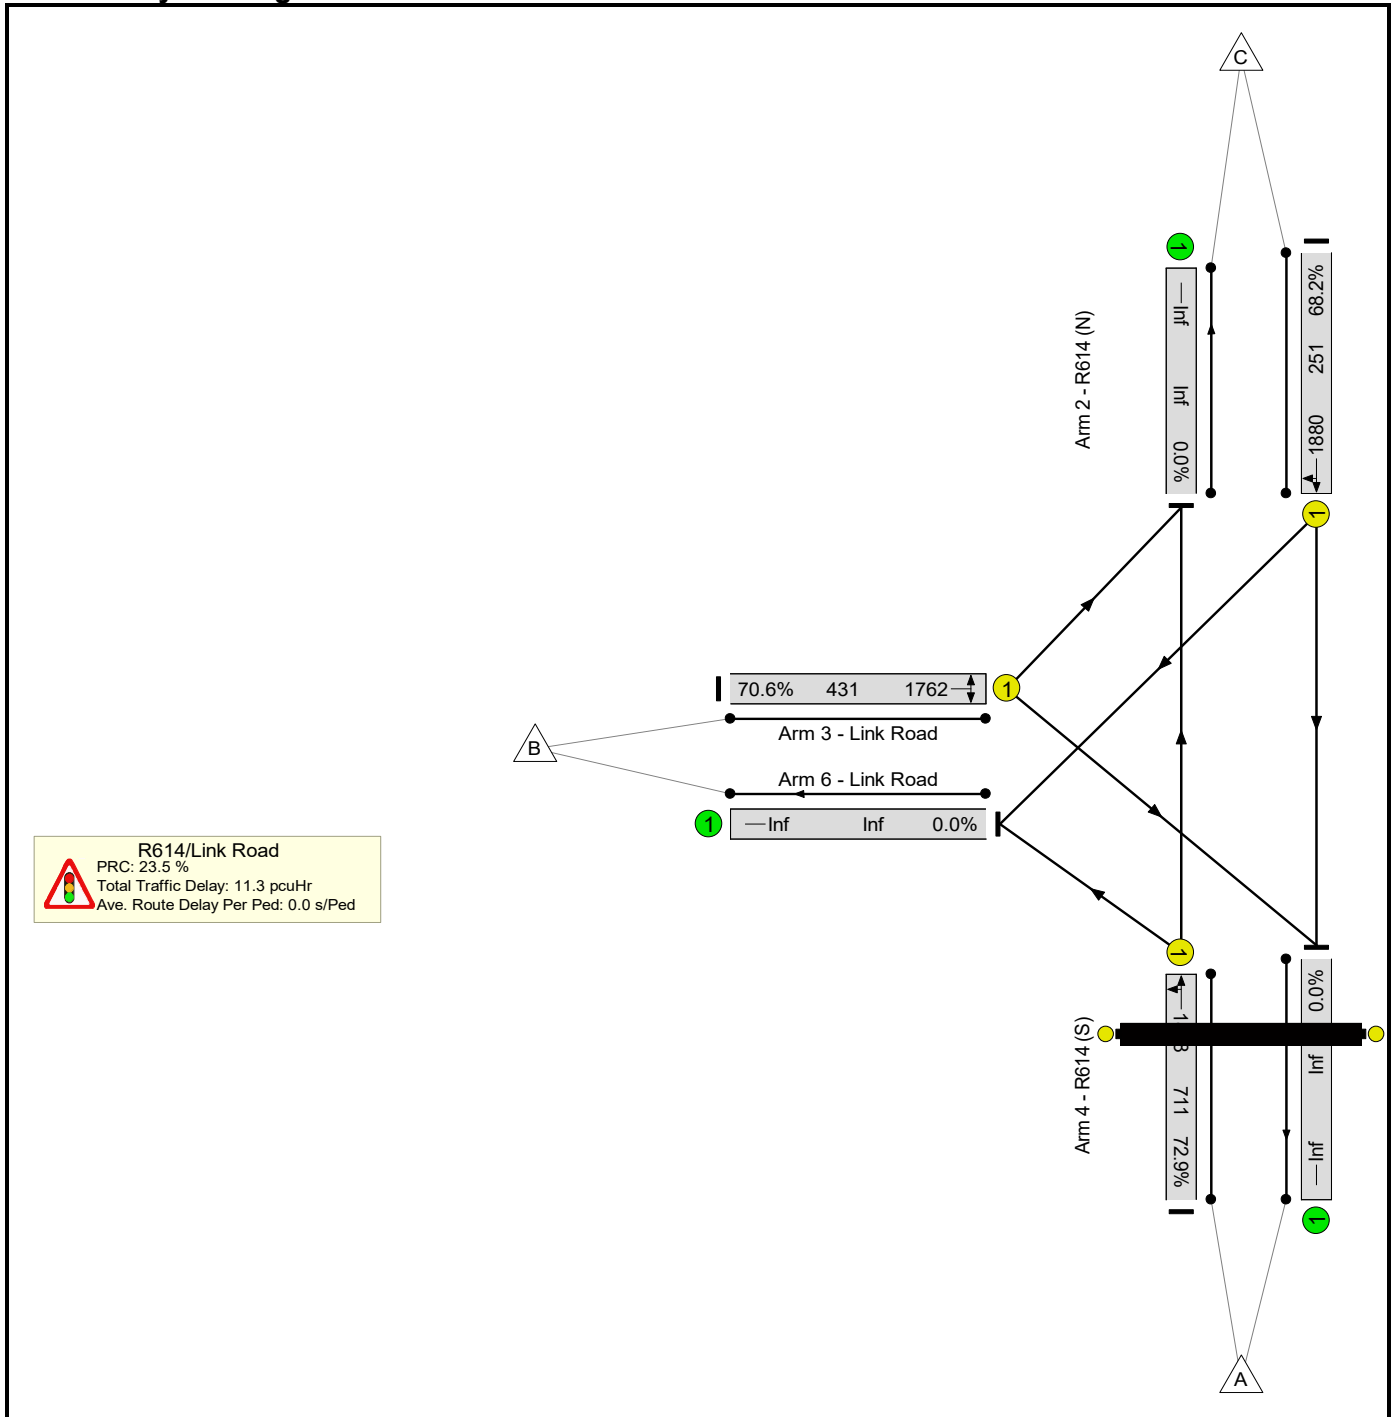 C
1
Inf
Inf
0.0%
Arm 2 - R614 (N)
68.2%
251
1880
1
70.6% 431 1762
1
Arm 3 - Link Road
B
Arm 6 - Link Road
1
Inf Inf 0.0%
R614/Link Road
PRC: 23.5 %
Total Traffic Delay: 11.3 pcuHr
Ave. Route Delay Per Ped: 0.0 s/Ped
1
711
72.9%
Arm 4 - R614 (S)
0.0%
Inf
Inf
1
A